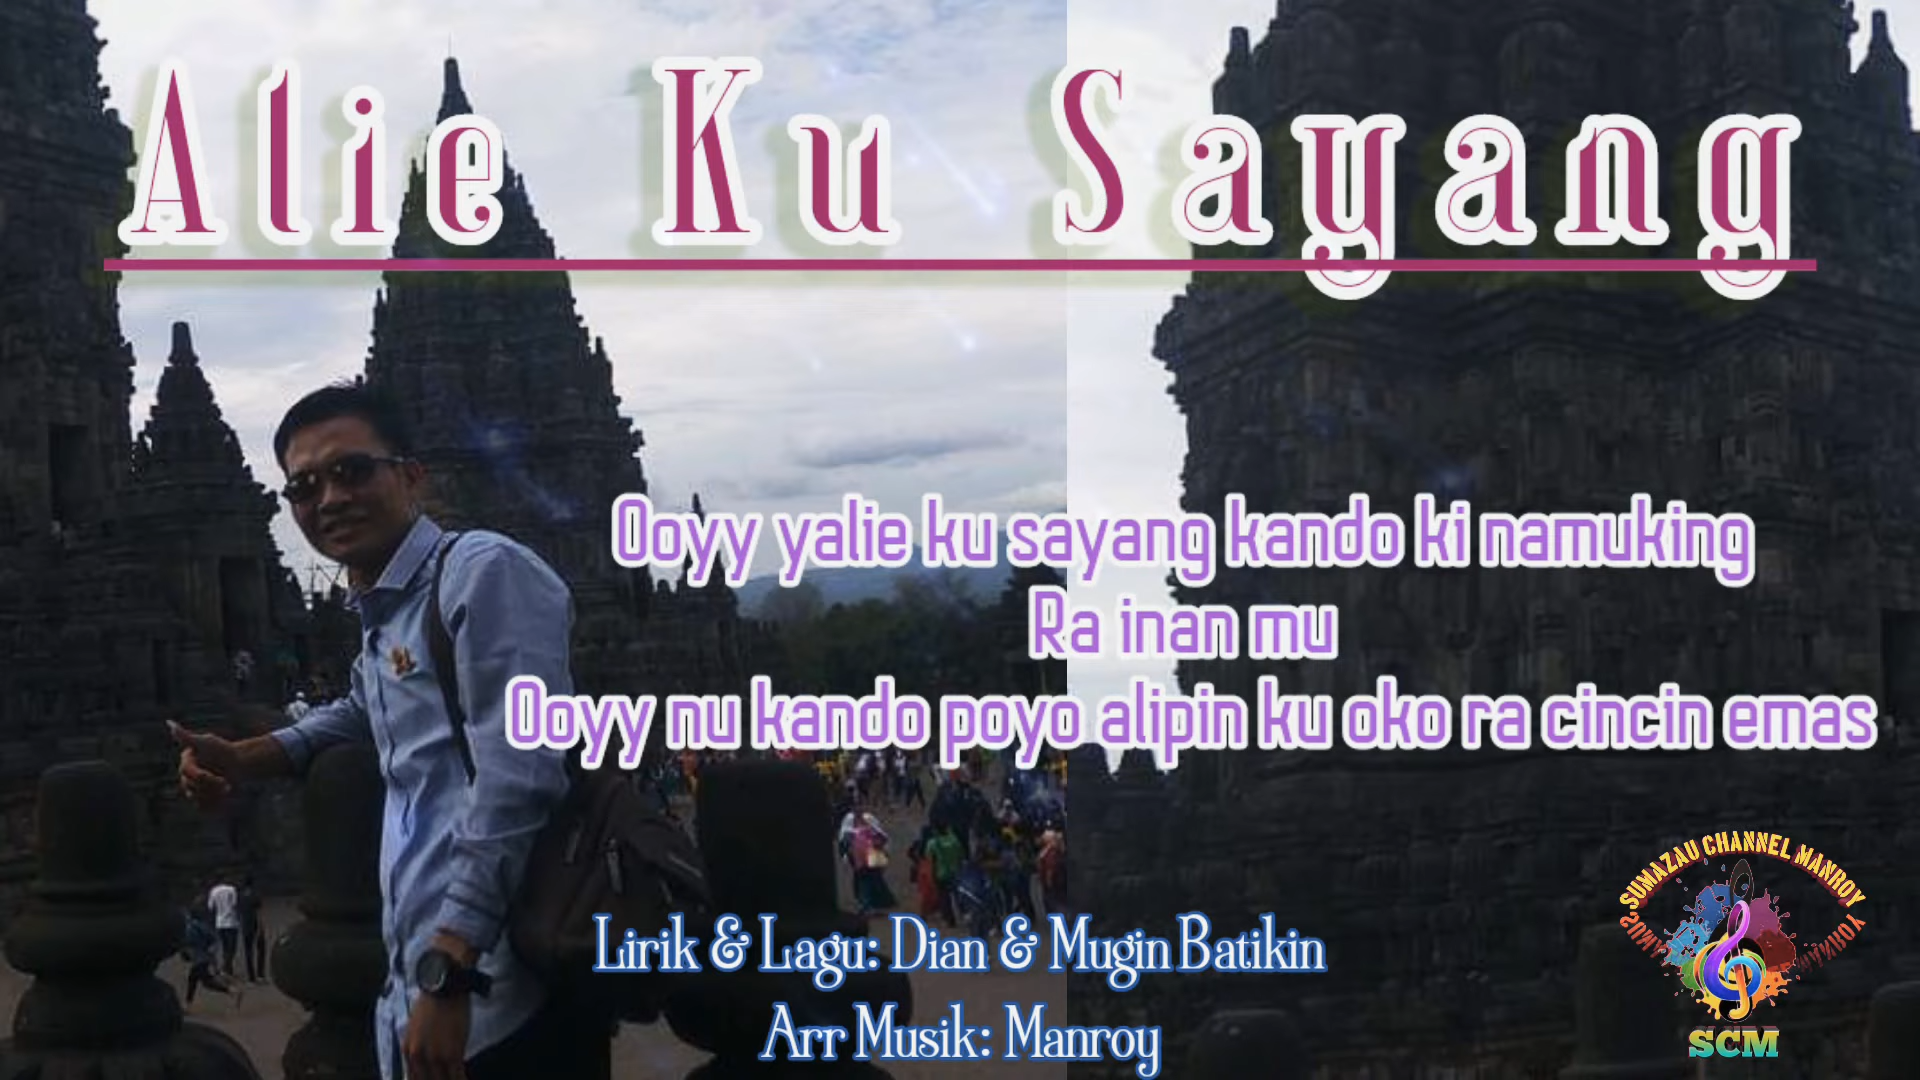 Alie Ku Sayang
Ooyy yalie ku sayang kando ki namuking
Ra inan mu
Ooyy nu kando poyo alipin ku oko ra cincin emas
Lirik & Lagu: Dian & Mugin Batikin
Arr Musik: Manroy
SUMAZAU CHANNEL MANROY
SCM